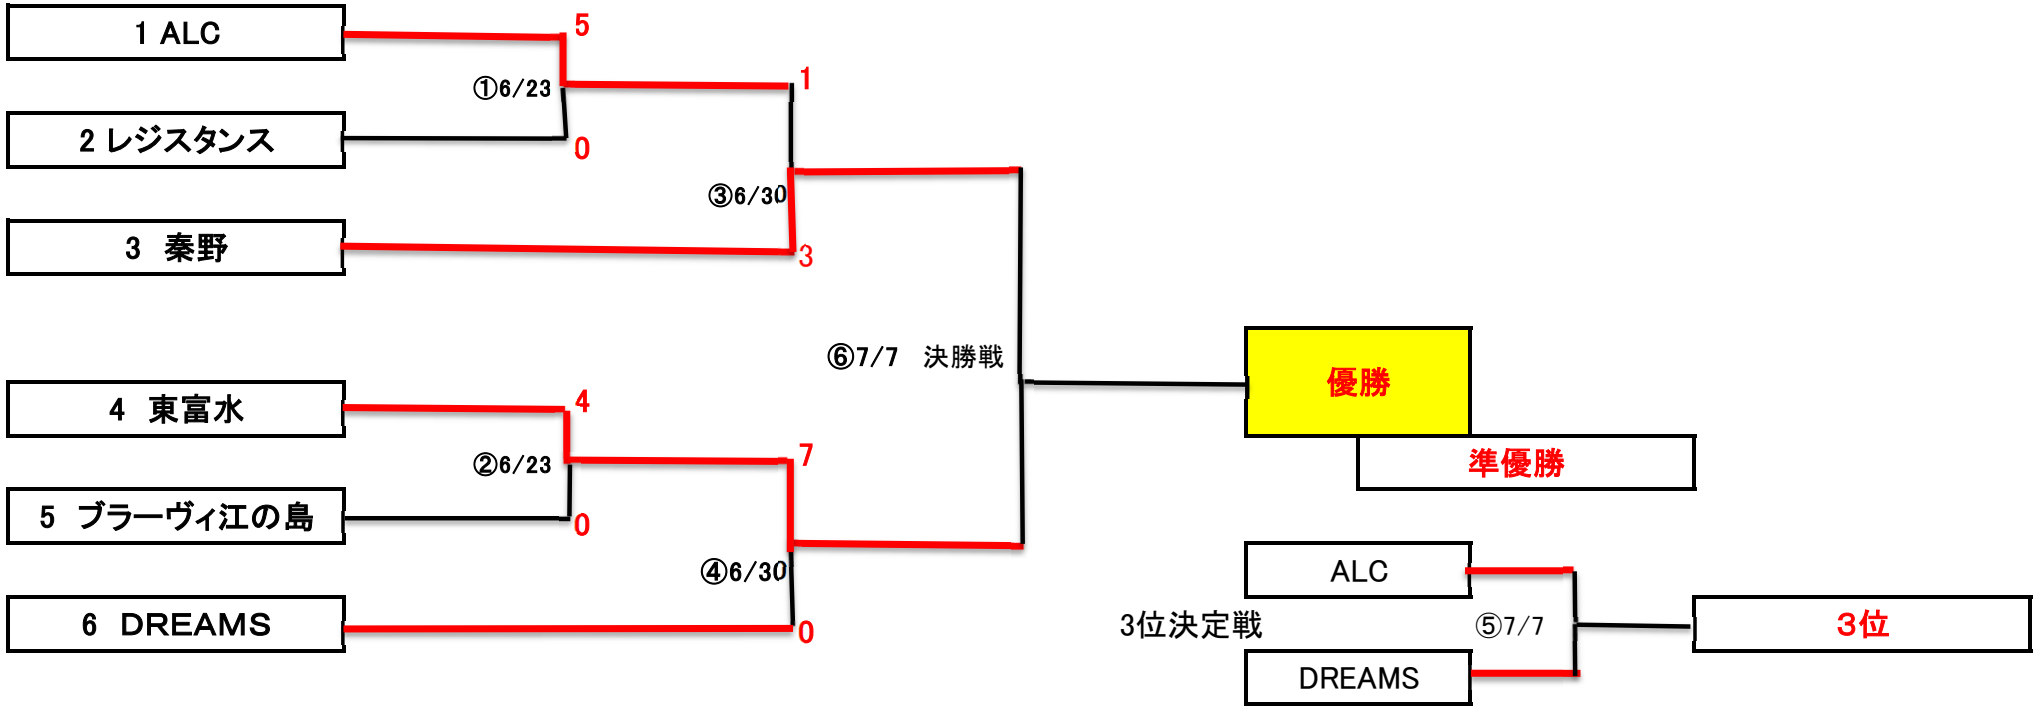 1 ALC
5
①6/23
1
2 レジスタンス
0
③6/30
3　秦野
3
⑥7/7　決勝戦
優勝
4　東富水
4
準優勝
②6/23
7
5　ブラーヴィ江の島
0
④6/30
ALC
6　DREAMS
0
3位決定戦
⑤7/7
3位
DREAMS